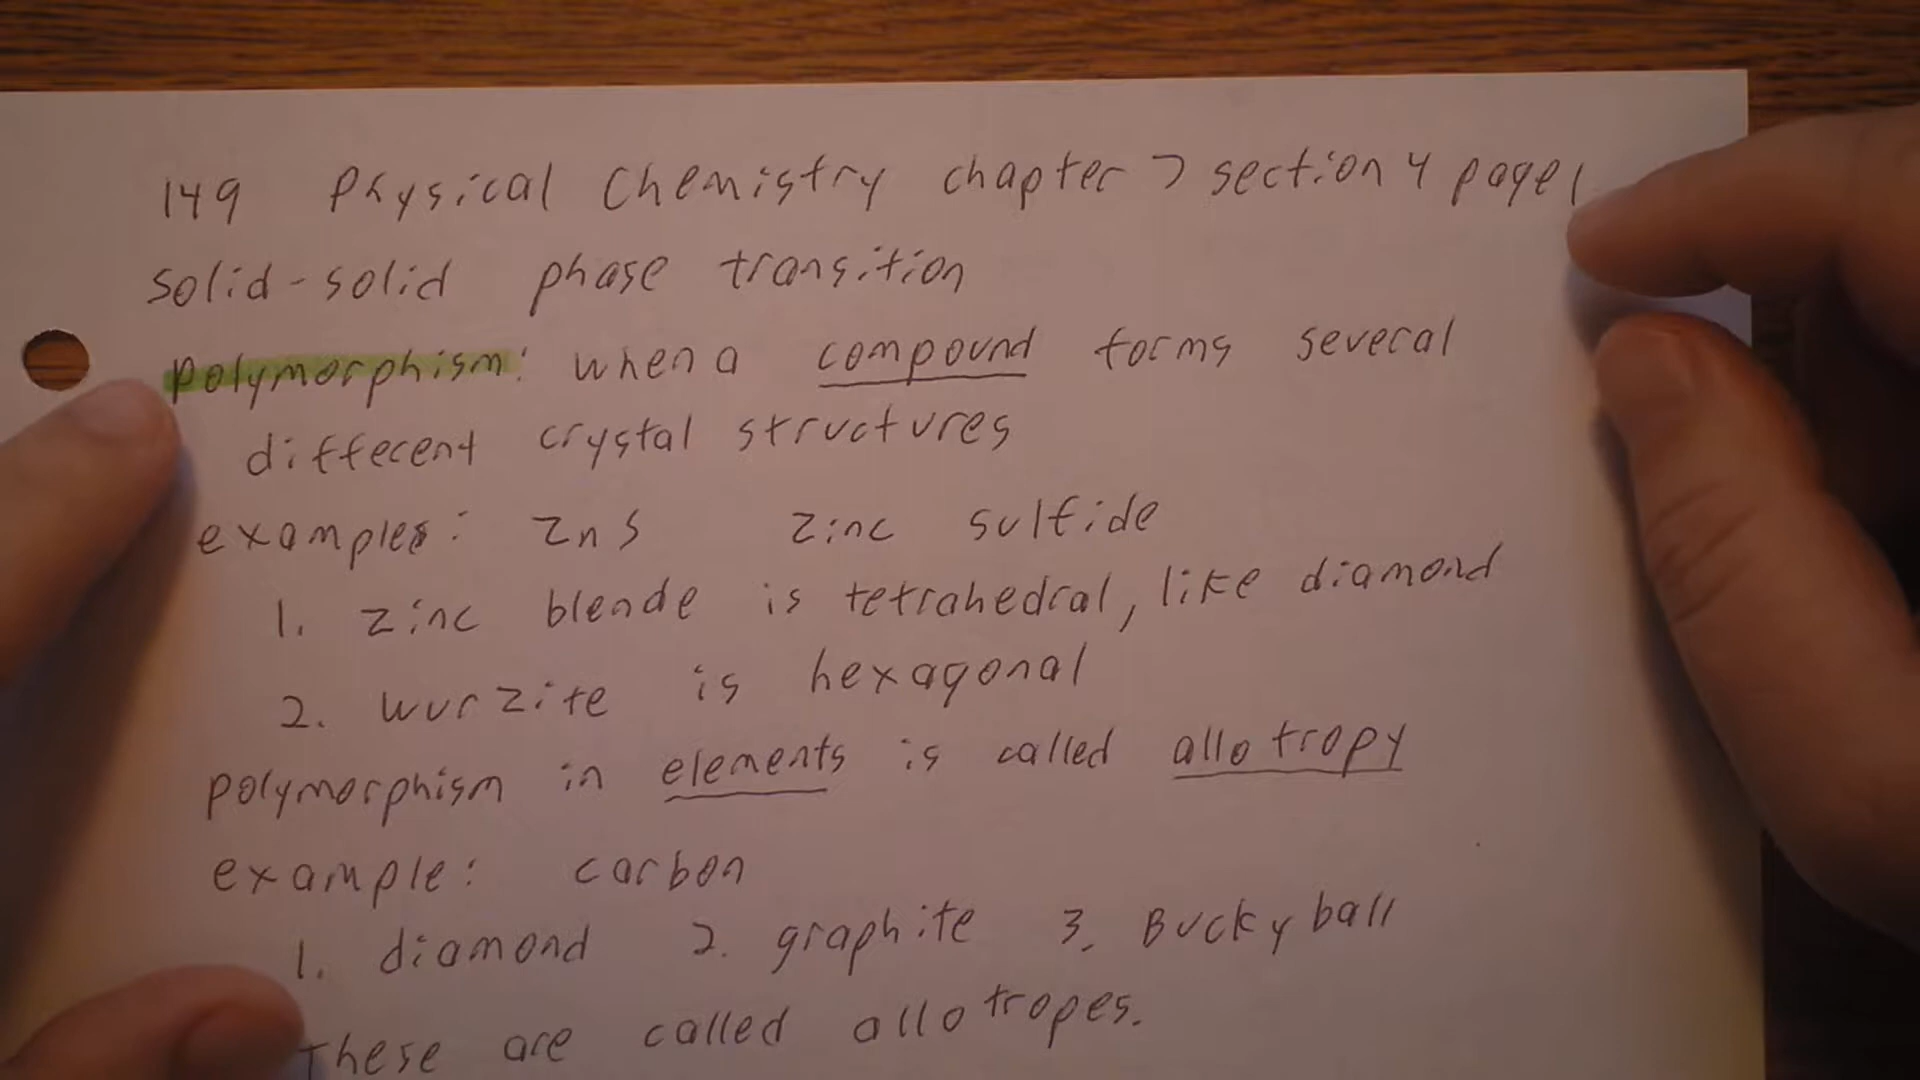 149 Physical Chemistry chapter 7 section 4 page 1
solid-solid phase transition
polymorphism: when a compound forms several
different crystal structures
examples: ZnS zinc sulfide
1. zinc blende is tetrahedral, like diamond
2. wurzite is hexagonal
polymorphism in elements is called allotropy
example: carbon
1. diamond 2. graphite 3. Buckyball
These are called allotropes.